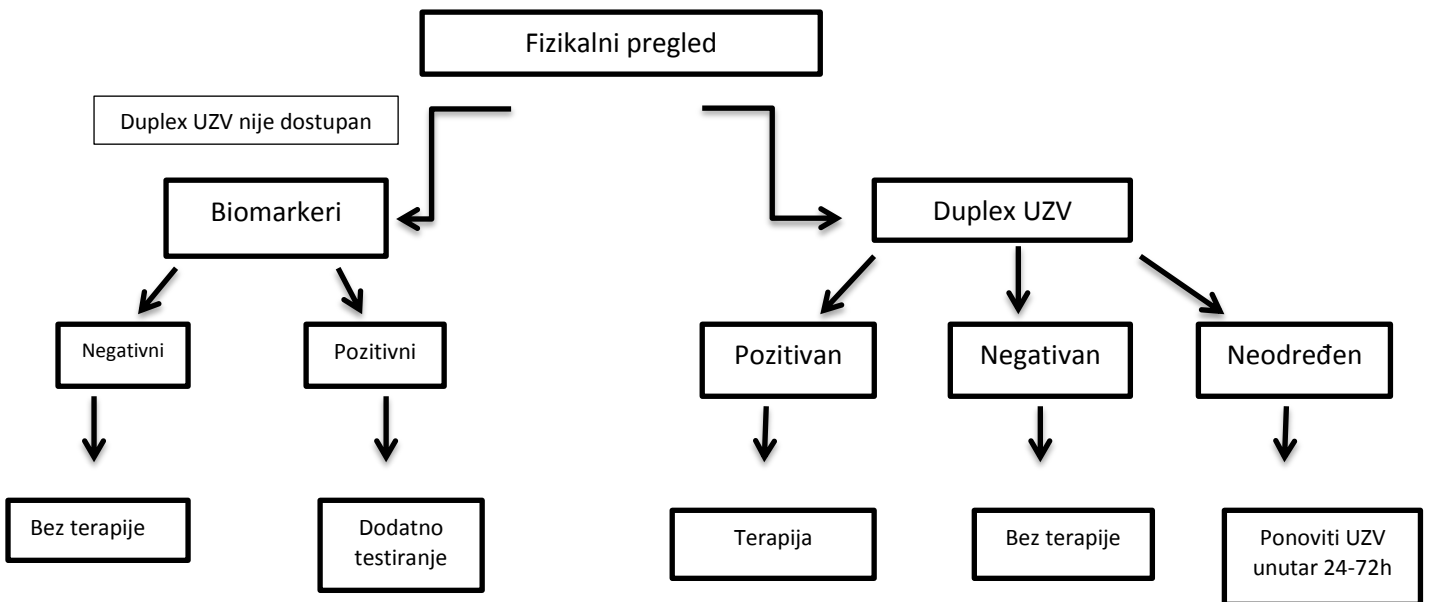 Fizikalni pregled
Duplex UZV nije dostupan
Biomarkeri
Duplex UZV
Negativni
Pozitivni
Pozitivan
Negativan
Neodređen
Bez terapije
Dodatno
testiranje
Terapija
Bez terapije
Ponoviti UZV
unutar 24-72h